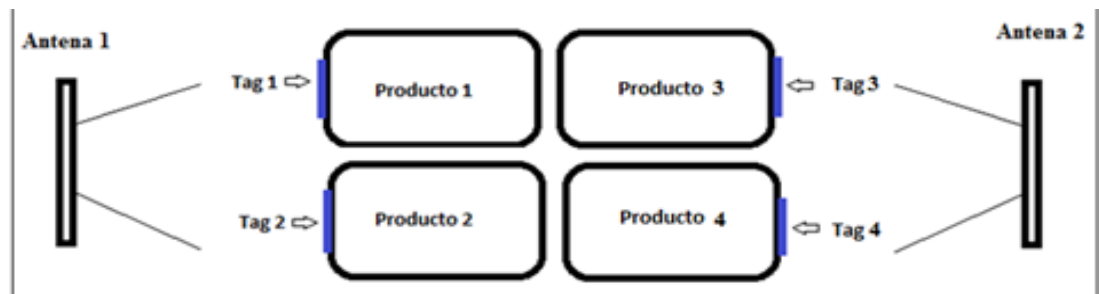 Antena 1
Antena 2
Tag 1
Producto 1
Producto 3
Tag 3
Tag 2
Producto 2
Producto 4
Tag 4